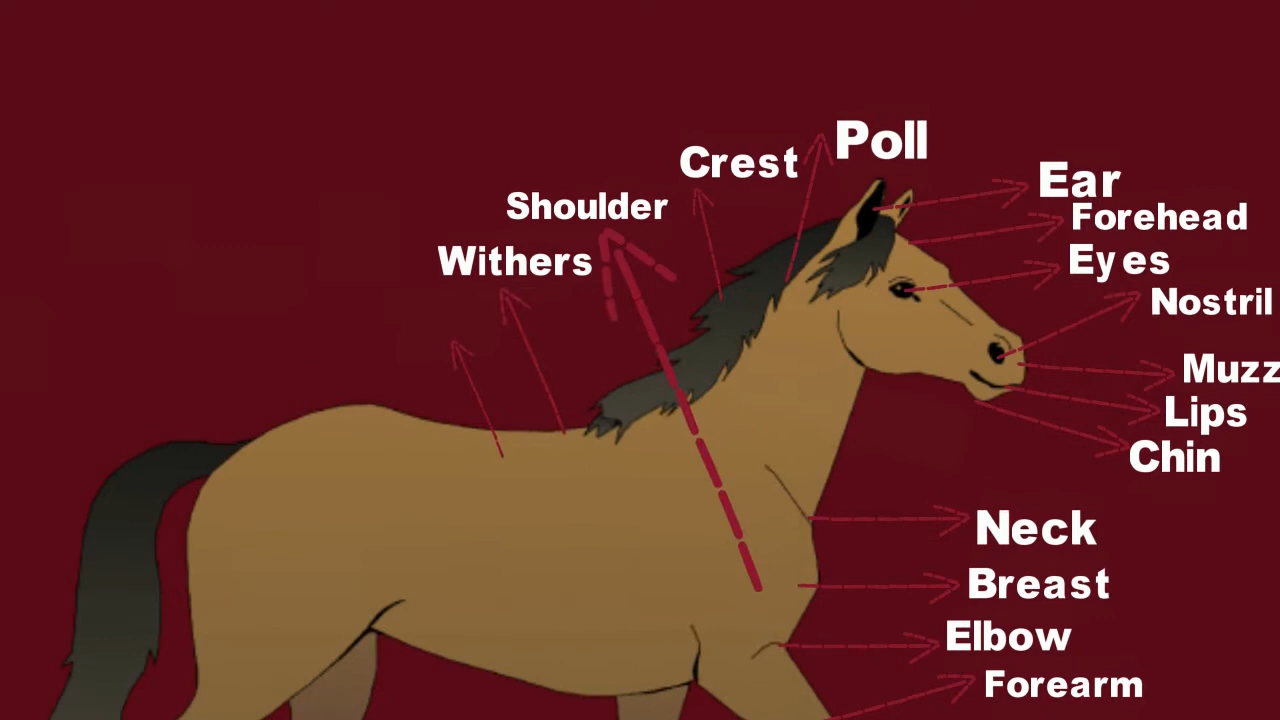 Poll
Crest
Ear
Shoulder
Forehead
Withers
Eyes
Nostril
Muzz
Lips
Chin
Neck
Breast
Elbow
Forearm